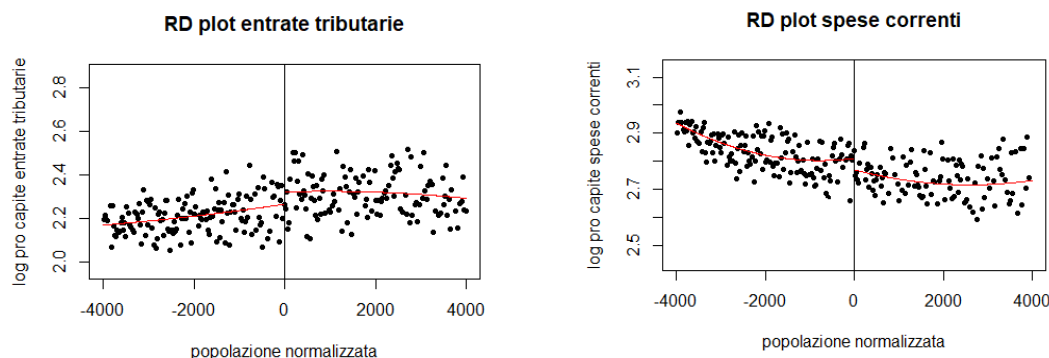 RD plot entrate tributarie
log pro capite entrate tributarie
2.8
2.6
2.4
2.2
2.0
-4000 -2000 0 2000 4000
popolazione normalizzata
RD plot spese correnti
log pro capite spese correnti
3.1
2.9
2.7
2.5
-4000 -2000 0 2000 4000
popolazione normalizzata